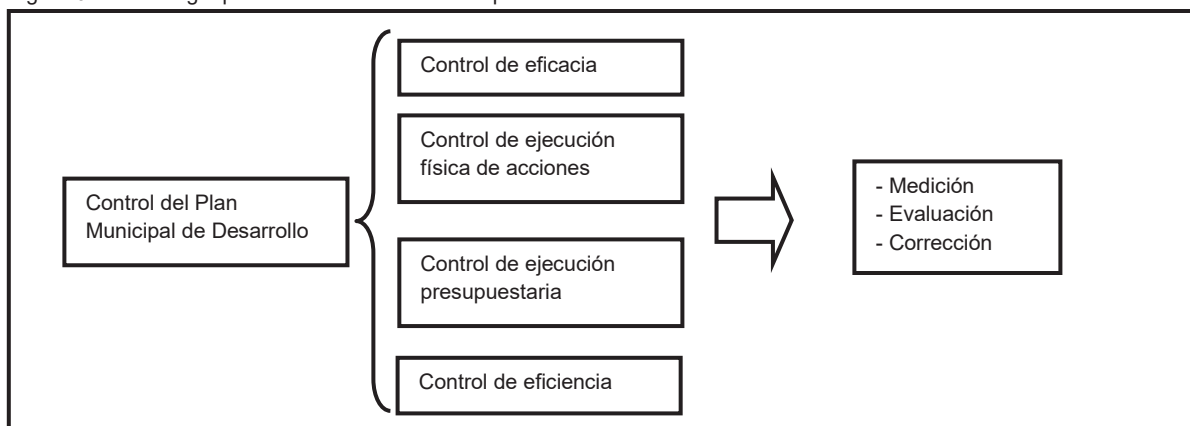 Control de eficacia
Control de ejecución
física de acciones
Control del Plan
Municipal de Desarrollo
- Medición
- Evaluación
- Corrección
Control de ejecución
presupuestaria
Control de eficiencia